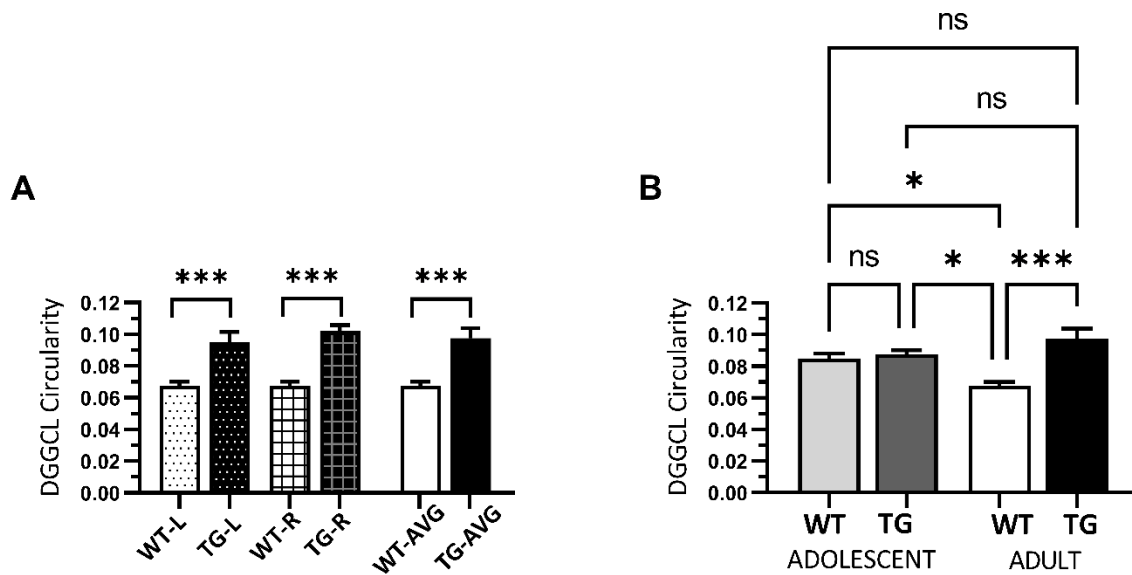 A
*** *** ***
DGGCL Circularity
0.12
0.10
0.08
0.06
0.04
0.02
0.00
WT-L TG-L WT-R TG-R WT-AVG TG-AVG
B
ns
ns
*
ns * ***
DGGCL Circularity
0.12
0.10
0.08
0.06
0.04
0.02
0.00
WT TG WT TG
ADOLESCENT ADULT